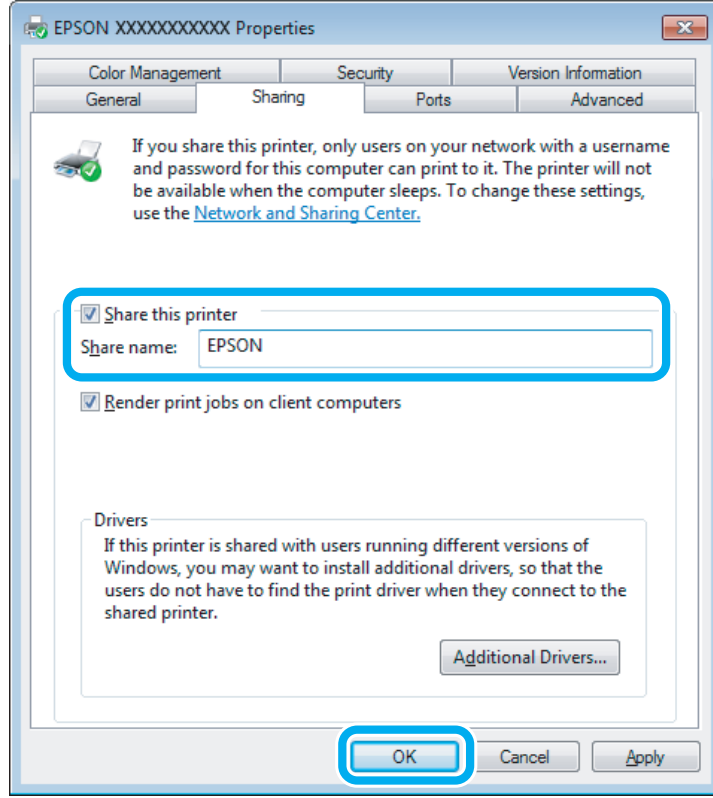 EPSON XXXXXXXXXXX Properties
Color Management Security Version Information
General Sharing Ports Advanced
If you share this printer, only users on your network with a username
and password for this computer can print to it. The printer will not
be available when the computer sleeps. To change these settings,
use the Network and Sharing Center.
Share this printer
Share name: EPSON
Render print jobs on client computers
Drivers
If this printer is shared with users running different versions of
Windows, you may want to install additional drivers, so that the
users do not have to find the print driver when they connect to the
shared printer.
Additional Drivers...
OK Cancel Apply